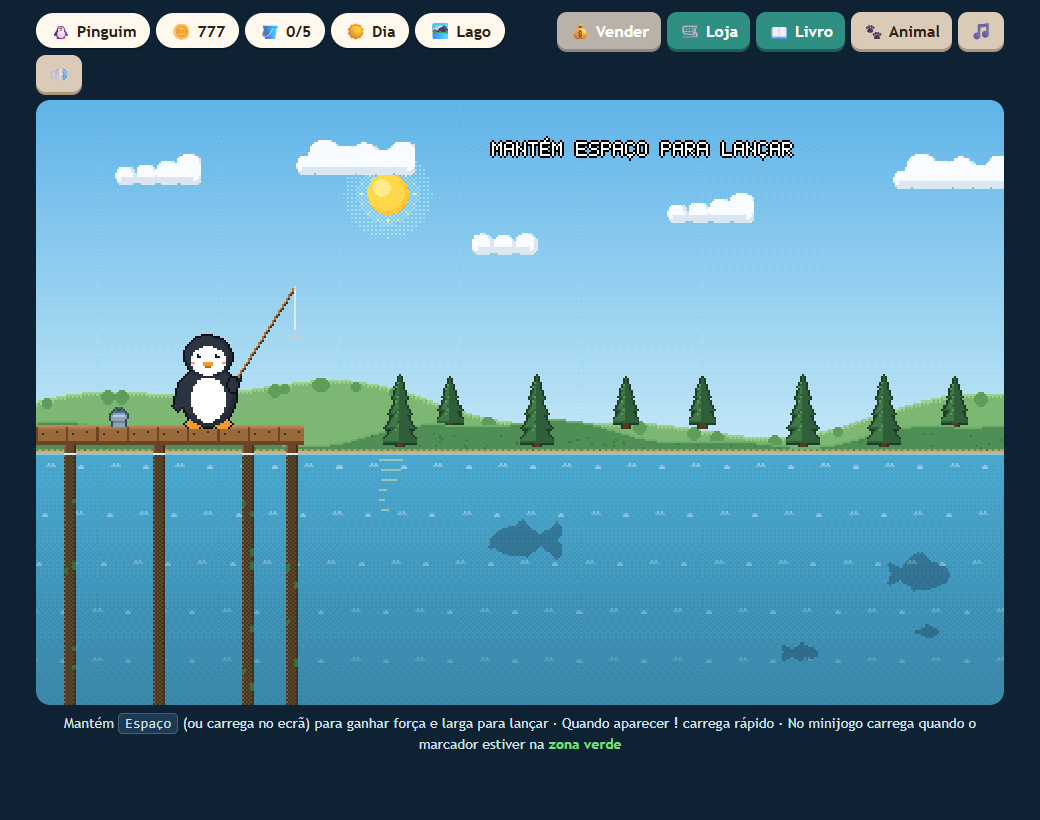 Pinguim 777 0/5 Dia Lago Vender Loja Livro Animal
MANTÉM ESPAÇO PARA LANÇAR
Mantém Espaço (ou carrega no ecrã) para ganhar força e larga para lançar · Quando aparecer ! carrega rápido · No minijogo carrega quando o
marcador estiver na zona verde